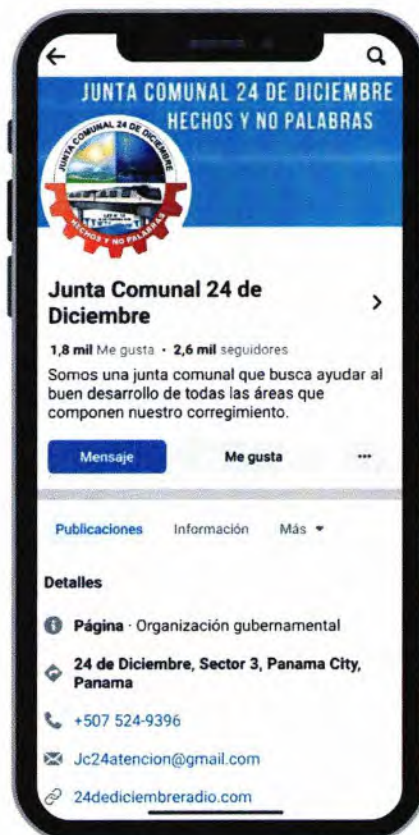 JUNTA COMUNAL 24 DE DICIEMBRE
HECHOS Y NO PALABRAS
JUNTA COMUNAL 24 DE DICIEMBRE
HECHOS Y NO PALABRAS
Junta Comunal 24 de
Diciembre
1,8 mil Me gusta · 2,6 mil seguidores
Somos una junta comunal que busca ayudar al
buen desarrollo de todas las áreas que
componen nuestro corregimiento.
Mensaje Me gusta
Publicaciones Información Más
Detalles
Página · Organización gubernamental
24 de Diciembre, Sector 3, Panama City,
Panama
+507 524-9396
Jc24atencion@gmail.com
24dediciembreradio.com